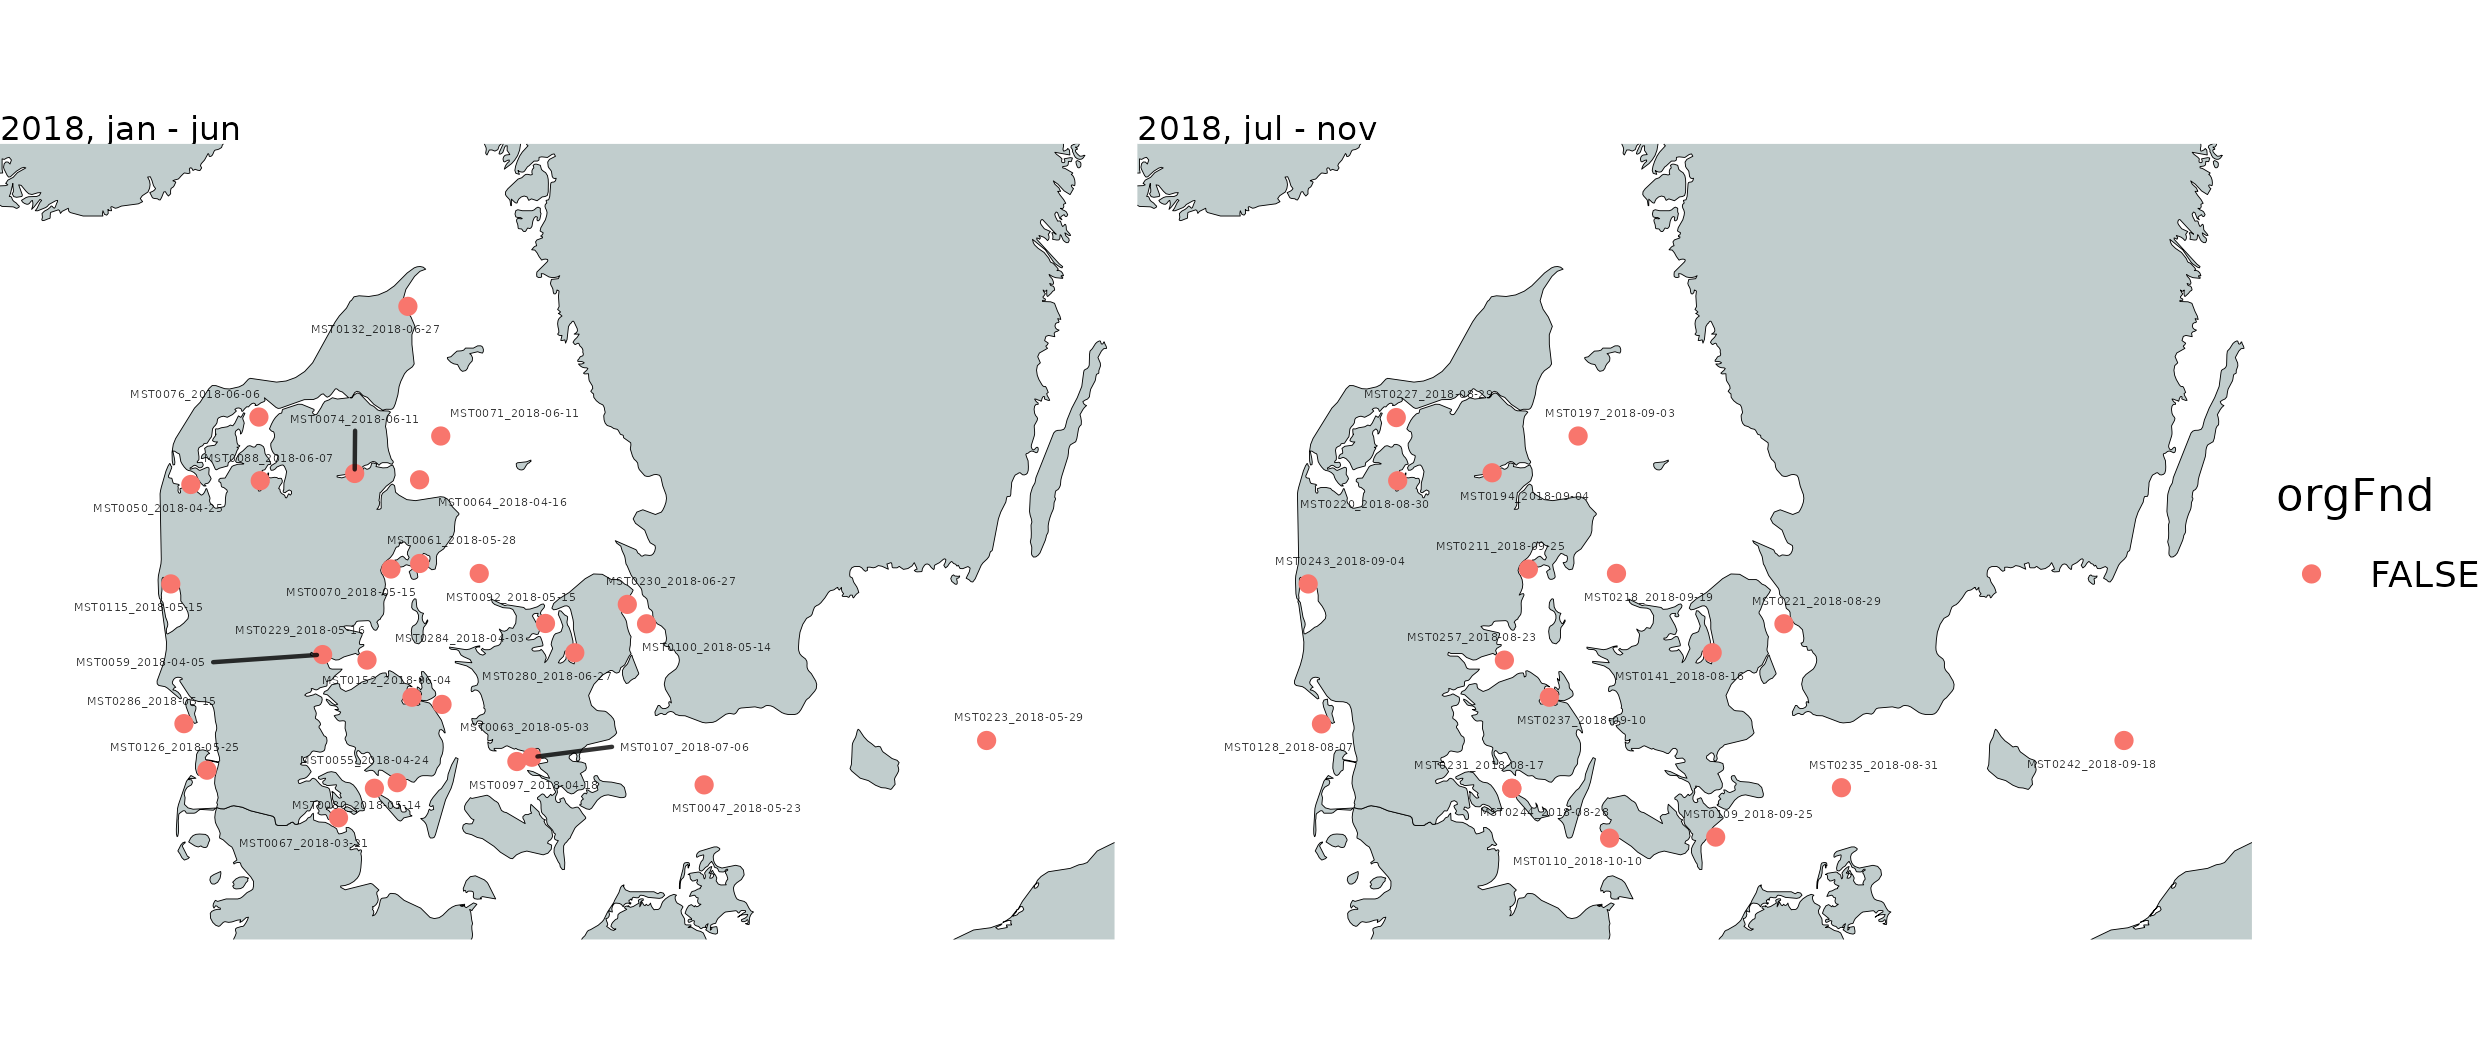 2018, jan - jun
MST0132_2018-06-27
MST0076_2018-06-06
MST0071_2018-06-11
MST0074_2018-06-11
MST0088_2018-06-07
MST0064_2018-04-16
MST0050_2018-04-25
MST0061_2018-05-28
MST0230_2018-06-27
MST0070_2018-05-15
MST0092_2018-05-15
MST0115_2018-05-15
MST0229_2018-05-16
MST0284_2018-04-03
MST0100_2018-05-14
MST0059_2018-04-05
MST0280_2018-06-27
MST0152_2018-06-04
MST0286_2018-05-15
MST0223_2018-05-29
MST0063_2018-05-03
MST0126_2018-05-25
MST0107_2018-07-06
MST0055_2018-04-24
MST0097_2018-04-18
MST0080_2018-05-14
MST0047_2018-05-23
MST0067_2018-03-21
2018, jul - nov
MST0227_2018-08-29
MST0197_2018-09-03
MST0194_2018-09-04
MST0220_2018-08-30
MST0211_2018-09-25
MST0243_2018-09-04
MST0218_2018-09-19
MST0221_2018-08-29
MST0257_2018-08-23
MST0141_2018-08-16
MST0237_2018-09-10
MST0128_2018-08-07
MST0231_2018-08-17
MST0235_2018-08-31
MST0242_2018-09-18
MST0244_2018-08-28
MST0109_2018-09-25
MST0110_2018-10-10
orgFnd
FALSE